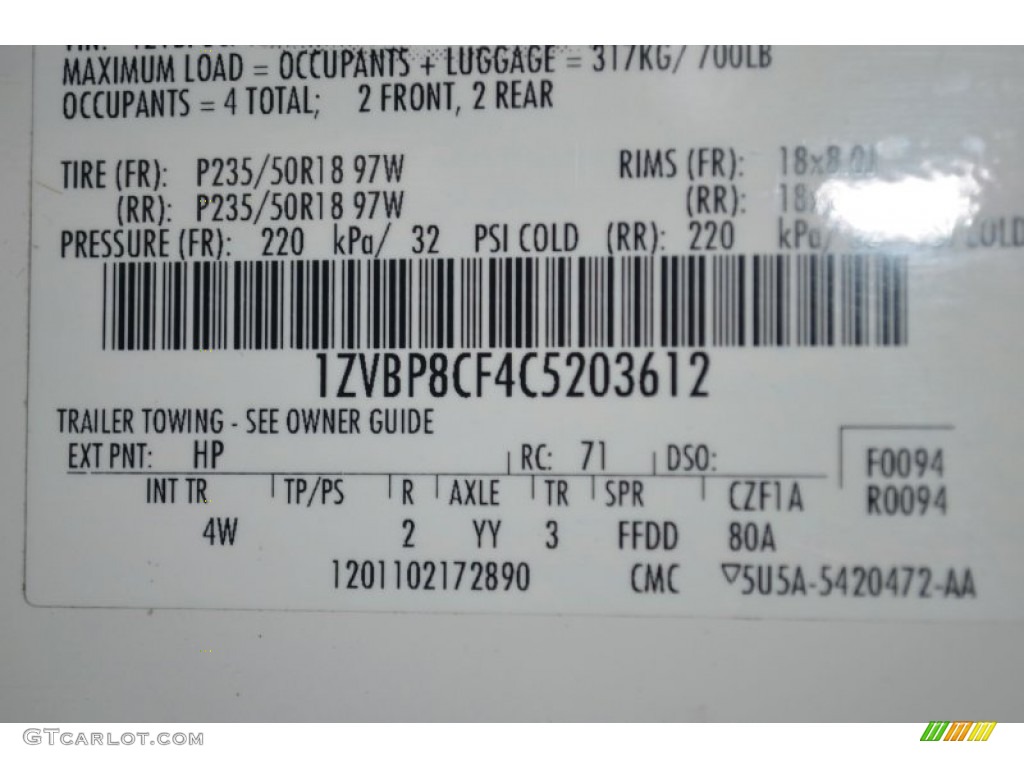 MAXIMUM LOAD = OCCUPANTS + LUGGAGE = 317KG/ 700LB
OCCUPANTS = 4 TOTAL; 2 FRONT, 2 REAR
TIRE (FR): P235/50R18 97W RIMS (FR): 18x8.0J
(RR): P235/50R18 97W (RR):
PRESSURE (FR): 220 kPa/ 32 PSI COLD (RR): 220 kPa/ COLD
1ZVBP8CF4C5203612
TRAILER TOWING - SEE OWNER GUIDE
EXT PNT: HP RC: 71 DSO: F0094
INT TR TP/PS R AXLE TR SPR CZF1A R0094
4W 2 YY 3 FFDD 80A
1201102172890 CMC ▽5U5A-5420472-AA
GTCARLOT.COM